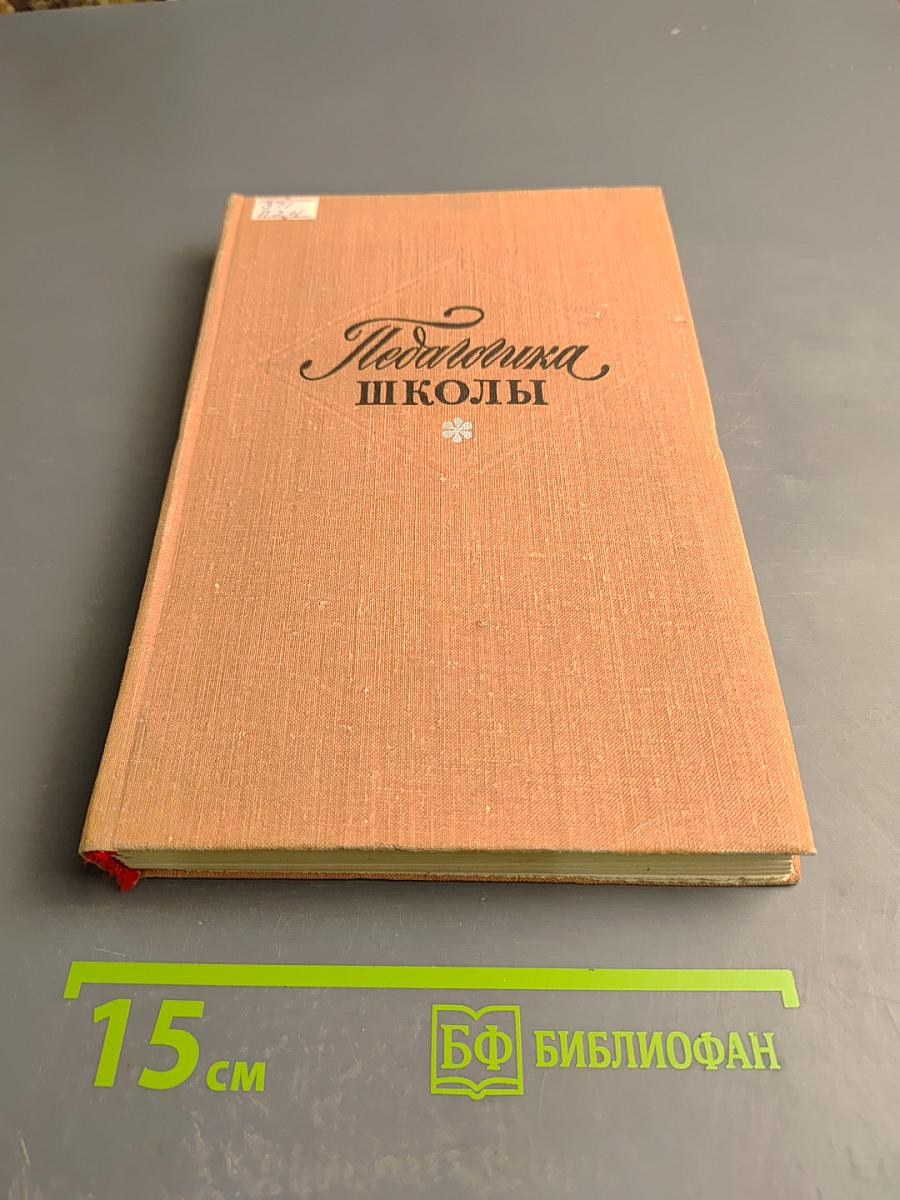 Педагогика
ШКОЛЫ
15 см
БФ БИБЛИОФАН